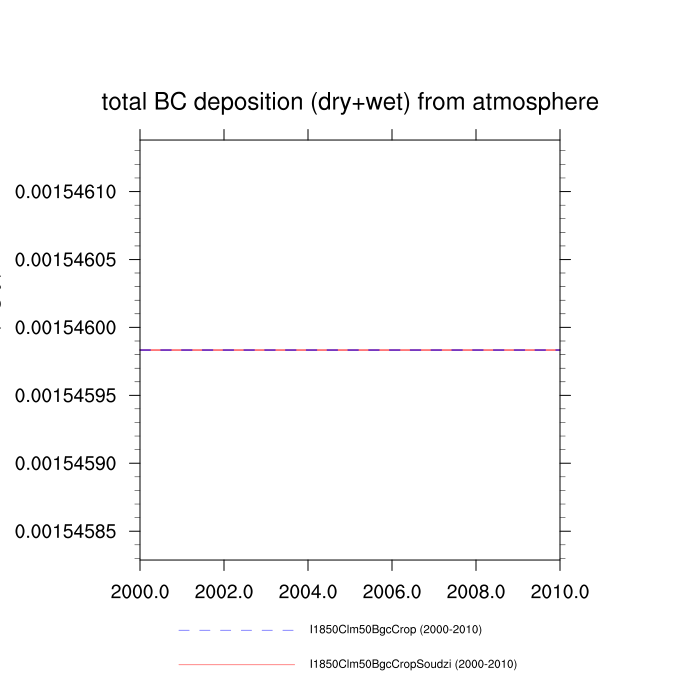 total BC deposition (dry+wet) from atmosphere
0.00154610
0.00154605
0.00154600
0.00154595
0.00154590
0.00154585
2000.0 2002.0 2004.0 2006.0 2008.0 2010.0
I1850Clm50BgcCrop (2000-2010)
I1850Clm50BgcCropSoudzi (2000-2010)